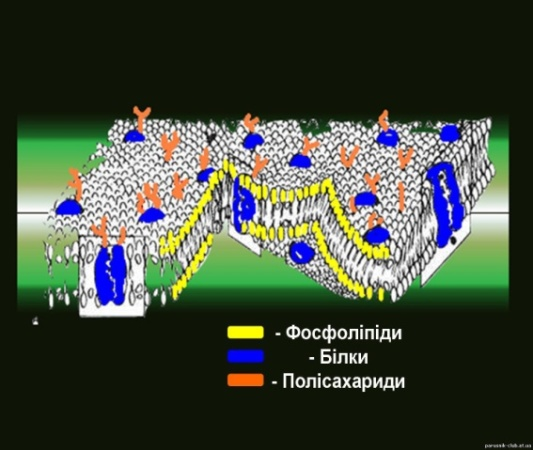 - Фосфоліпіди
- Білки
- Полісахариди